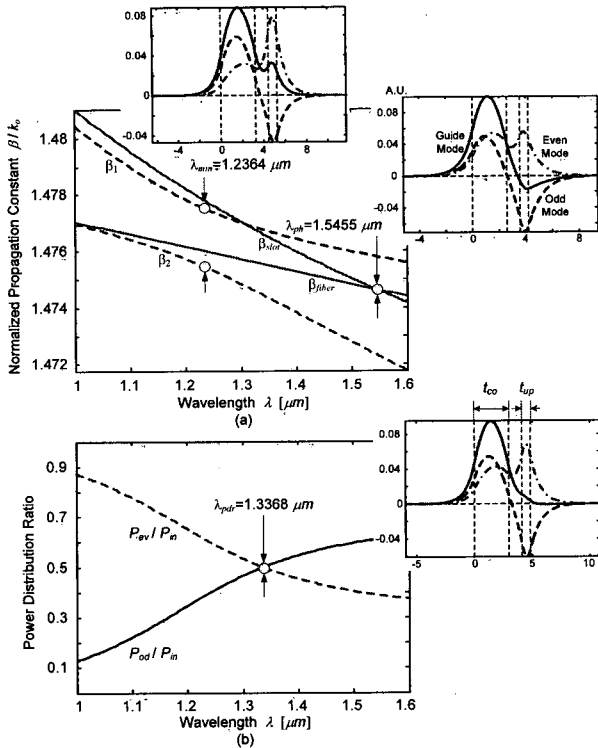 0.08
0.04
0
-0.04
-4 0 4 8
λmin=1.2364 μm
A.U.
0.08
0.04
0
-0.04
Guide Mode
Even Mode
Odd Mode
-4 0 4 8
Normalized Propagation Constant β/ko
1.48
1.478
1.476
1.474
1.472
β1
β2
βslot
βfiber
λph=1.5455 μm
1 1.1 1.2 1.3 1.4 1.5 1.6
Wavelength λ [μm]
(a)
tco tup
0.08
0.04
0
-0.04
-5 0 5 10
Power Distribution Ratio
0.9
0.7
0.5
0.3
0.1
λpdr=1.3368 μm
Pev / Pin
Pod / Pin
1 1.1 1.2 1.3 1.4 1.5 1.6
Wavelength λ [μm]
(b)